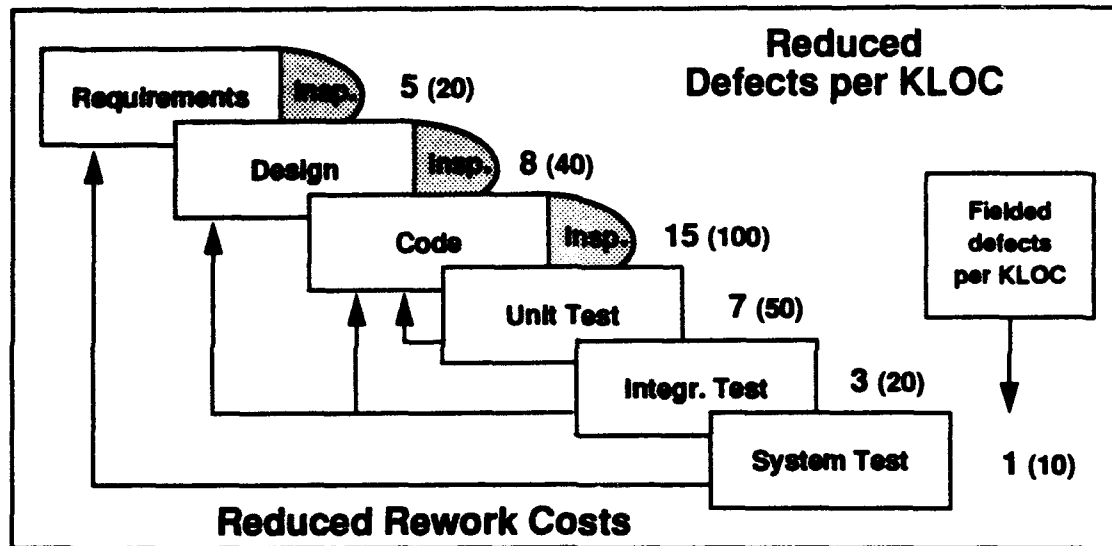 Reduced
Defects per KLOC
Requirements
Insp.
5 (20)
Design
Insp.
8 (40)
Code
Insp.
15 (100)
Fielded
defects
per KLOC
Unit Test
7 (50)
Integr. Test
3 (20)
System Test
1 (10)
Reduced Rework Costs